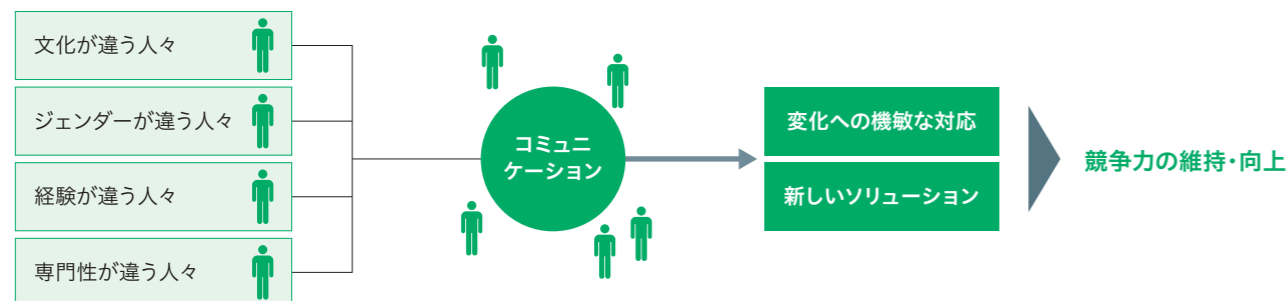 文化が違う人々
ジェンダーが違う人々
経験が違う人々
専門性が違う人々
コミュニ
ケーション
変化への機敏な対応
新しいソリューション
競争力の維持・向上